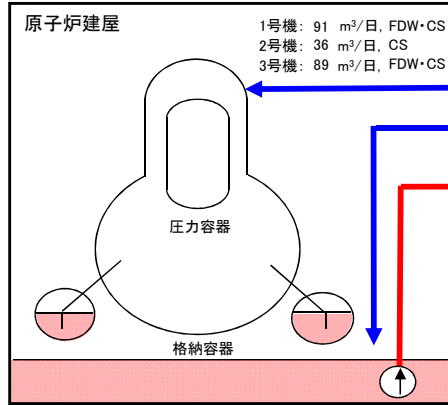 原子炉建屋
1号機: 91 m³/日, FDW・CS
2号機: 36 m³/日, CS
3号機: 89 m³/日, FDW・CS
圧力容器
格納容器